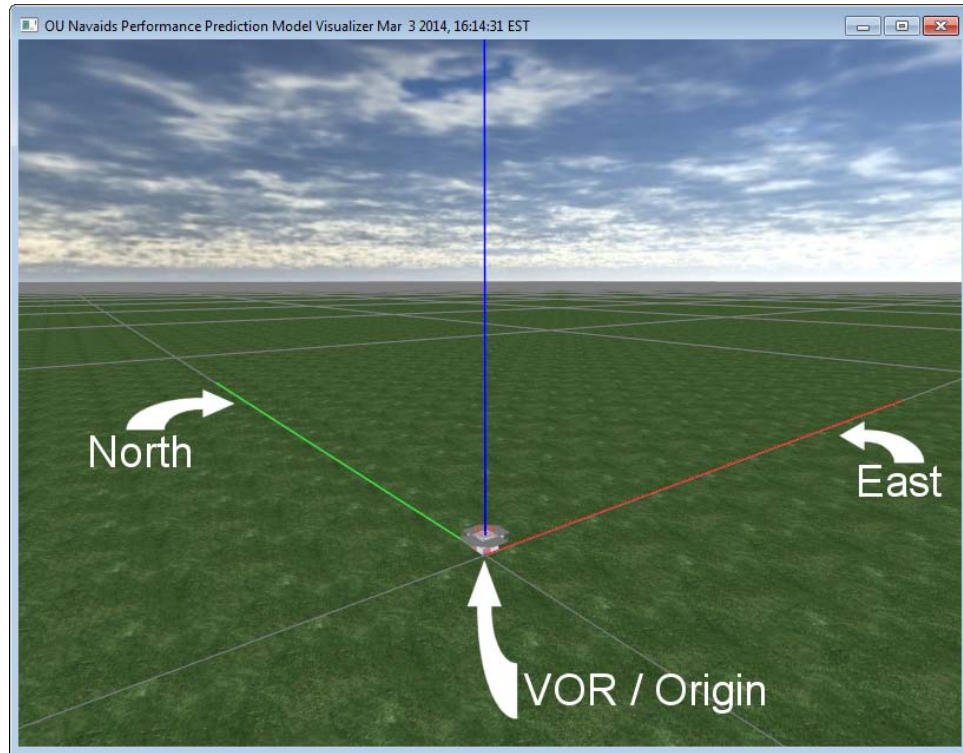 OU Navaids Performance Prediction Model Visualizer Mar 3 2014, 16:14:31 EST
North
East
VOR / Origin